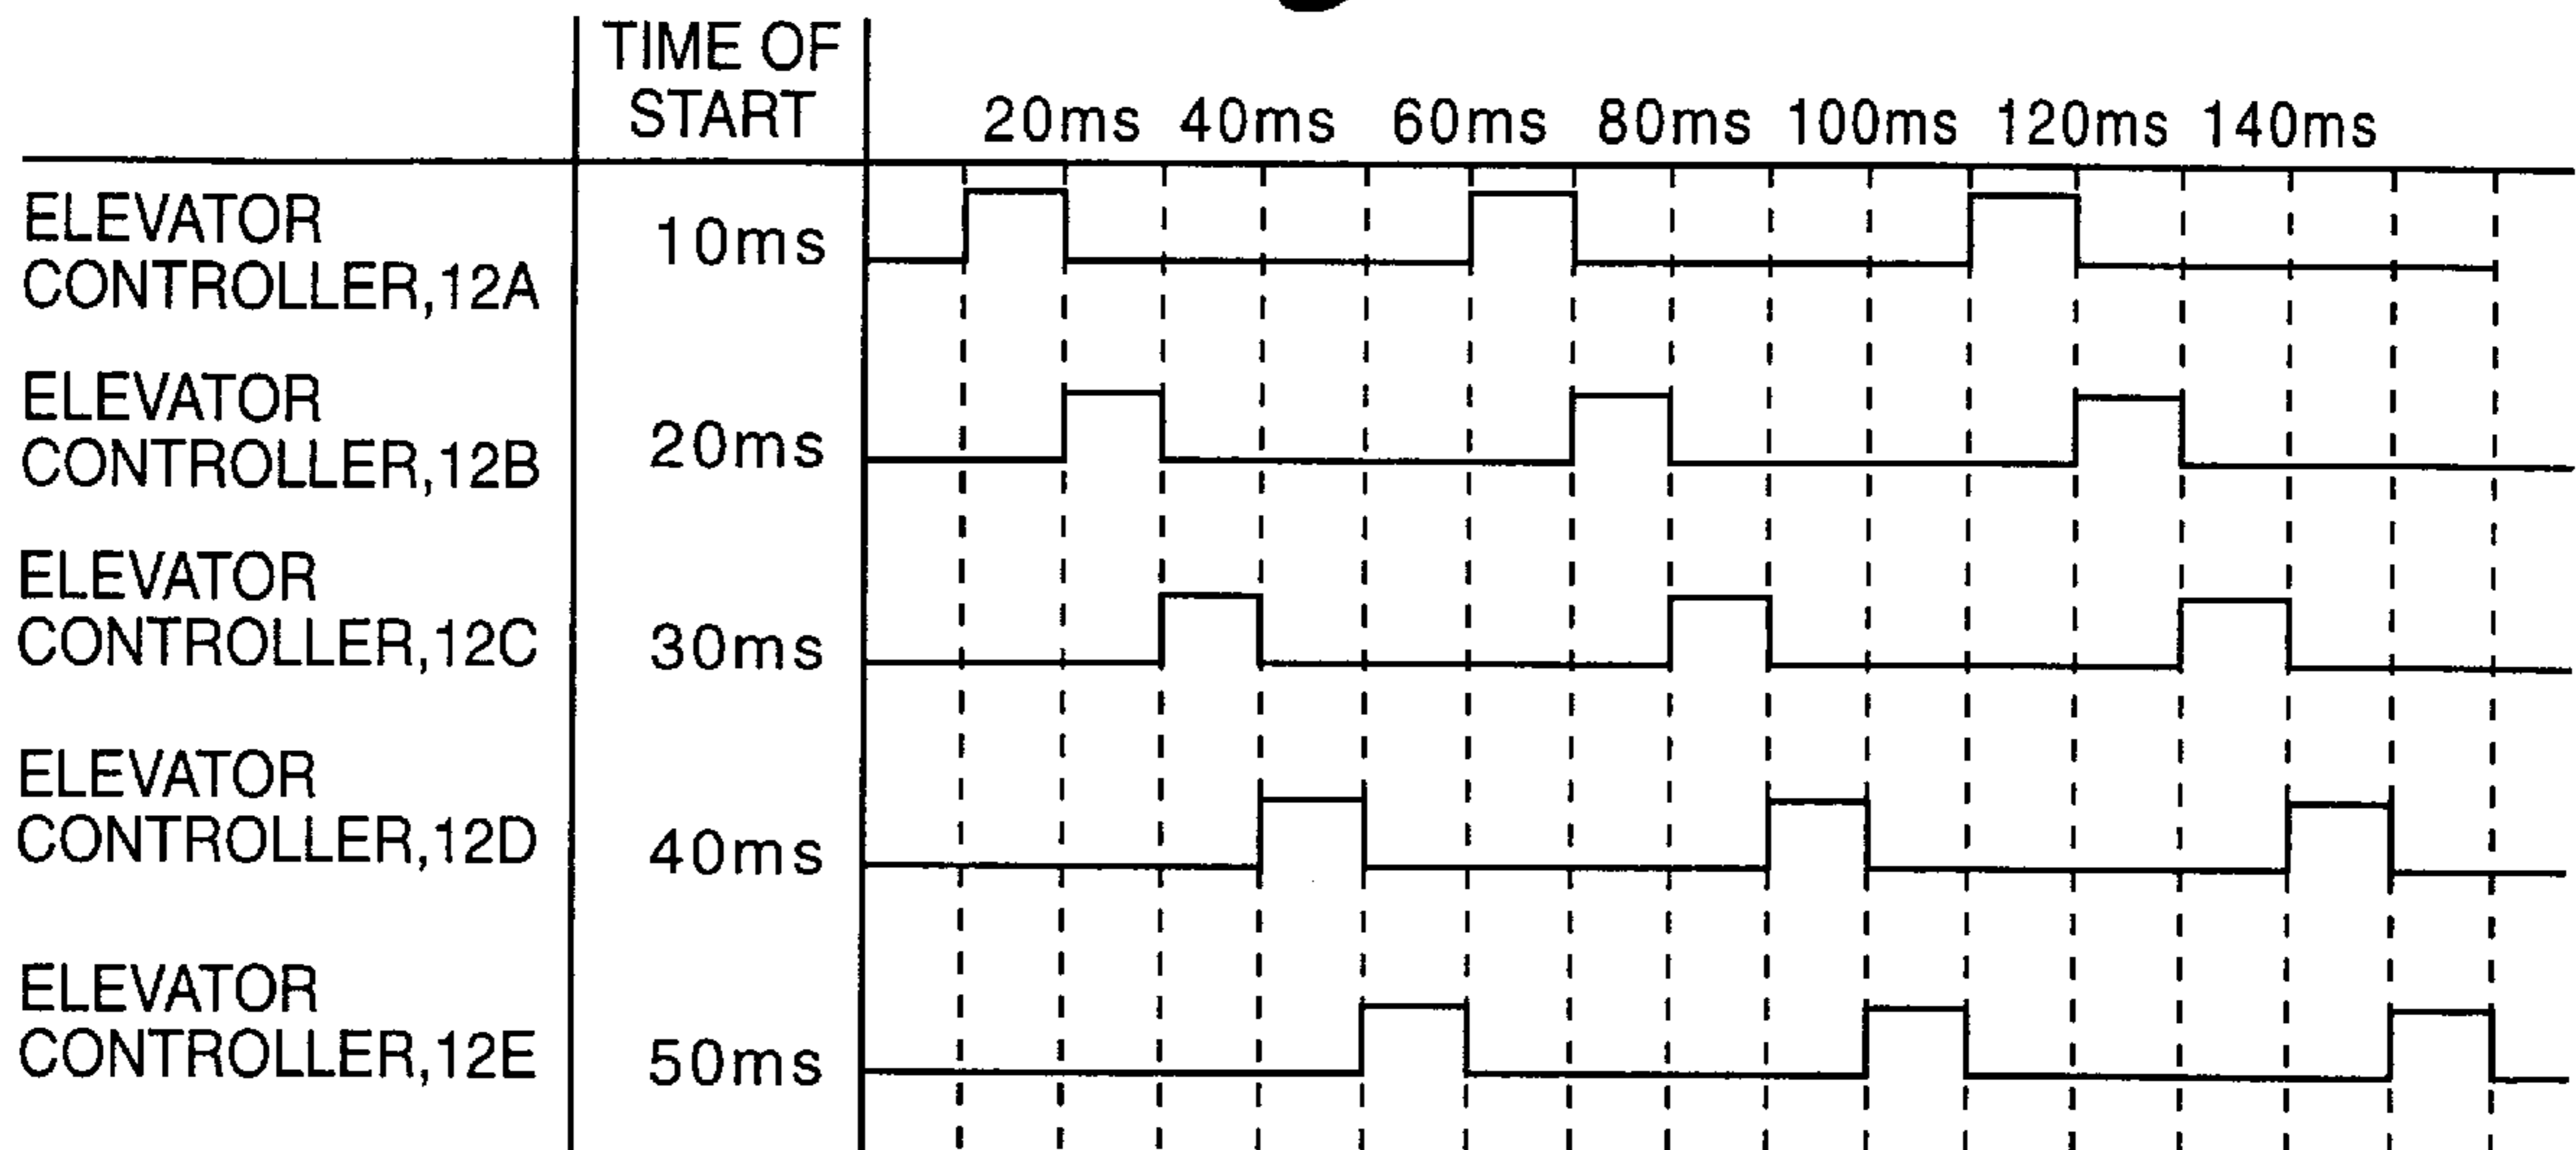 TIME OF
START
20ms 40ms 60ms 80ms 100ms 120ms 140ms
ELEVATOR
CONTROLLER,12A
10ms
ELEVATOR
CONTROLLER,12B
20ms
ELEVATOR
CONTROLLER,12C
30ms
ELEVATOR
CONTROLLER,12D
40ms
ELEVATOR
CONTROLLER,12E
50ms